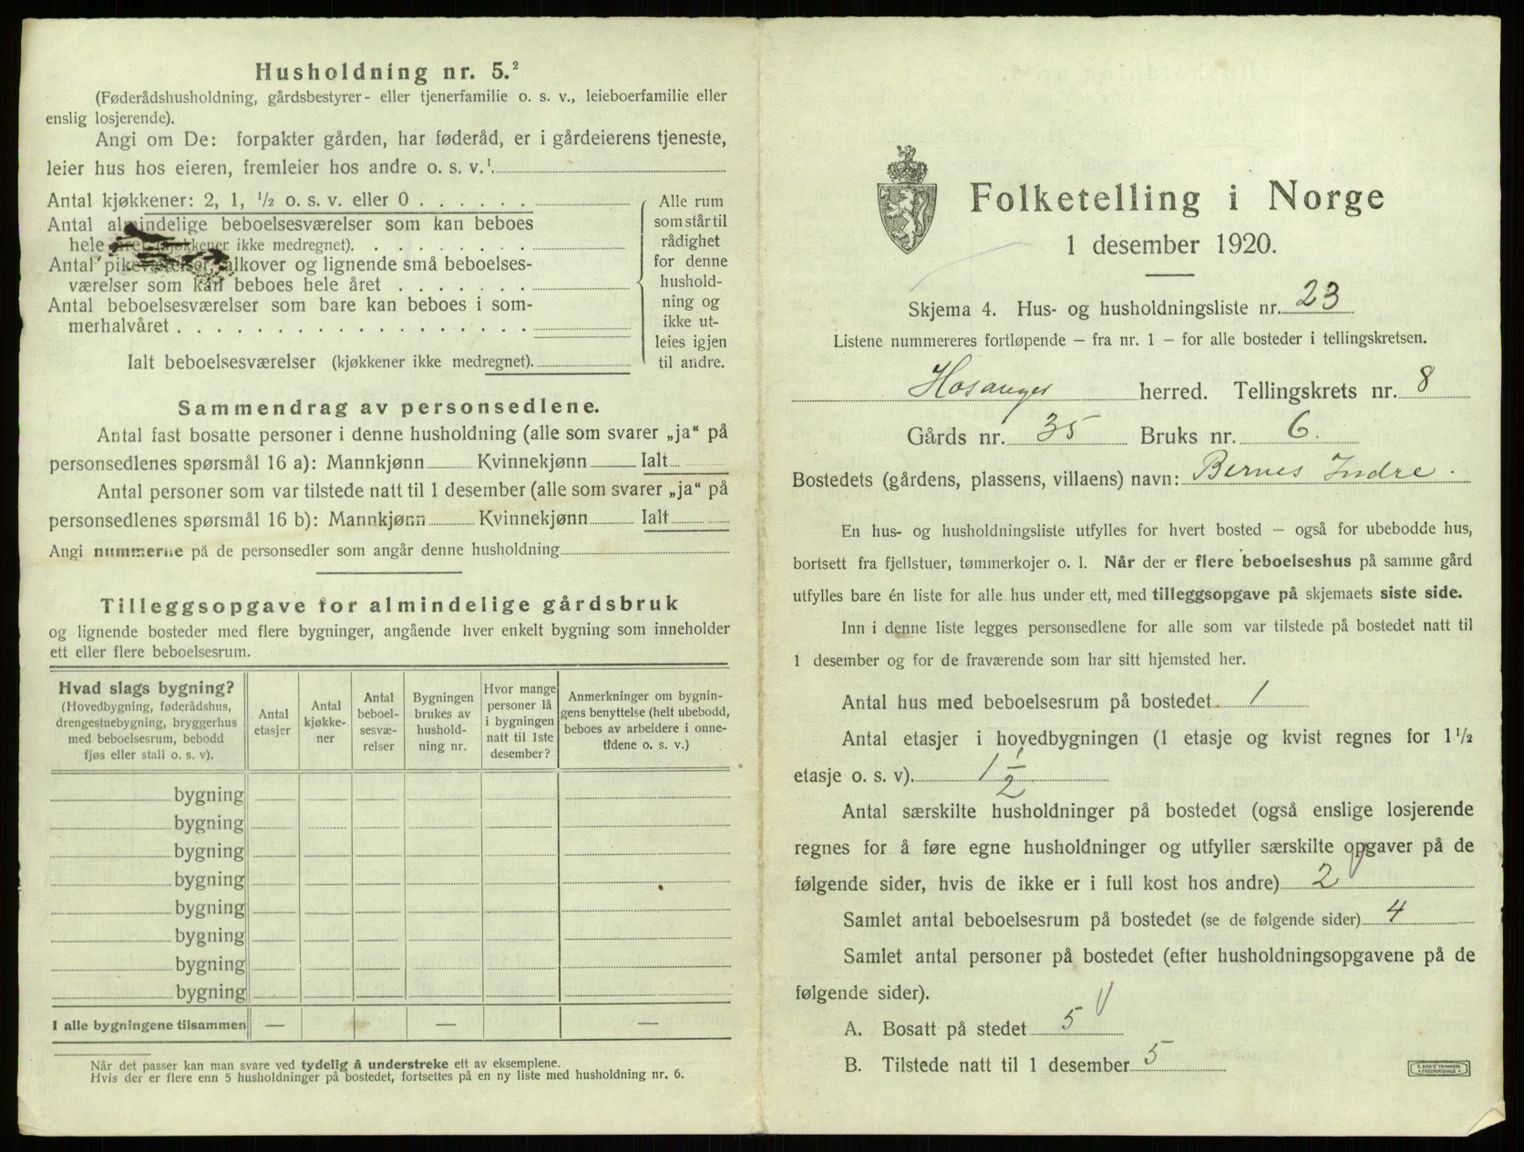 Husholdning nr. 5.²
(Føderådshusholdning, gårdsbestyrer- eller tjenerfamilie o. s. v., leieboerfamilie eller
enslig losjerende).
Angi om De: forpakter gården, har føderåd, er i gårdeierens tjeneste,
leier hus hos eieren, fremleier hos andre o. s. v.¹
Antal kjøkkener: 2, 1, ½ o. s. v. eller 0 . . . . . .
Antal almindelige beboelsesværelser som kan beboes
hele året (kjøkkener ikke medregnet). . . . . . . . .
Antal pikeværelser, alkover og lignende små beboelses-
værelser som kan beboes hele året . . . . . . .
Antal beboelsesværelser som bare kan beboes i som-
merhalvåret . . . . . . . . . . . . . . . . . .
Ialt beboelsesværelser (kjøkkener ikke medregnet).
Alle rum
som står til
rådighet
for denne
hushold-
ning og
ikke ut-
leies igjen
til andre.
Sammendrag av personsedlene.
Antal fast bosatte personer i denne husholdning (alle som svarer „ja“ på
personsedlenes spørsmål 16 a): Mannkjønn Kvinnekjønn Ialt
Antal personer som var tilstede natt til 1 desember (alle som svarer „ja“ på
personsedlenes spørsmål 16 b): Mannkjønn Kvinnekjønn Ialt
Angi nummerne på de personsedler som angår denne husholdning
Tilleggsopgave for almindelige gårdsbruk
og lignende bosteder med flere bygninger, angående hver enkelt bygning som inneholder
ett eller flere beboelsesrum.
Hvad slags bygning?
(Hovedbygning, føderådshus,
drengestuebygning, bryggerhus
med beboelsesrum, bebodd
fjøs eller stall o. s. v).
Antal
etasjer
Antal
kjøkke-
ner
Antal
beboel-
sesvæ-
relser
Bygningen
brukes av
hushold-
ning nr.
Hvor mange
personer lå
i bygningen
natt til 1ste
desember?
Anmerkninger om bygnin-
gens benyttelse (helt ubebodd,
beboes av arbeidere i onne-
tidene o. s. v.)
bygning
bygning
bygning
bygning
bygning
bygning
bygning
bygning
I alle bygningene tilsammen — — —
Når det passer kan man svare ved tydelig å understreke ett av eksemplene.
Hvis der er flere enn 5 husholdninger på bostedet, fortsettes på en ny liste med husholdning nr. 6.
Folketelling i Norge
1 desember 1920.
Skjema 4. Hus- og husholdningsliste nr. 23
Listene nummereres fortløpende – fra nr. 1 – for alle bosteder i tellingskretsen.
Hosanger herred. Tellingskrets nr. 8
Gårds nr. 35 Bruks nr. 6.
Bostedets (gårdens, plassens, villaens) navn: Bernes Indre.
En hus- og husholdningsliste utfylles for hvert bosted – også for ubebodde hus,
bortsett fra fjellstuer, tømmerkojer o. l. Når der er flere beboelseshus på samme gård
utfylles bare én liste for alle hus under ett, med tilleggsopgave på skjemaets siste side.
Inn i denne liste legges personsedlene for alle som var tilstede på bostedet natt til
1 desember og for de fraværende som har sitt hjemsted her.
Antal hus med beboelsesrum på bostedet 1
Antal etasjer i hovedbygningen (1 etasje og kvist regnes for 1½
etasje o. s. v). 1 1/2
Antal særskilte husholdninger på bostedet (også enslige losjerende
regnes for å føre egne husholdninger og utfyller særskilte opgaver på de
følgende sider, hvis de ikke er i full kost hos andre) 2
Samlet antal beboelsesrum på bostedet (se de følgende sider) 4
Samlet antal personer på bostedet (efter husholdningsopgavene på de
følgende sider).
A. Bosatt på stedet 5
B. Tilstede natt til 1 desember 5